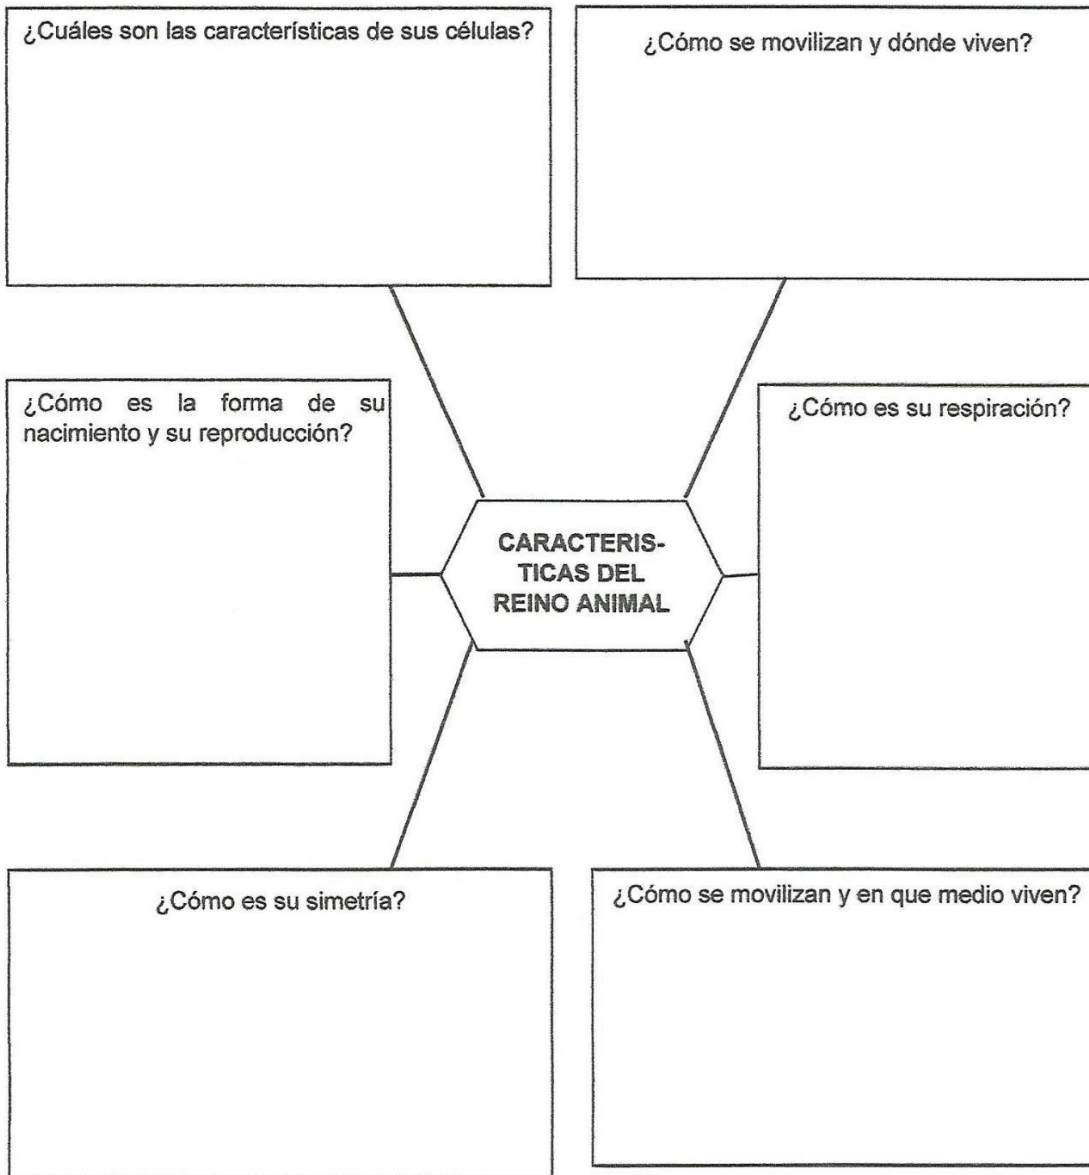 ¿Cuáles son las características de sus células?
¿Cómo se movilizan y dónde viven?
¿Cómo es la forma de su
nacimiento y su reproducción?
¿Cómo es su respiración?
CARACTERIS-
TICAS DEL
REINO ANIMAL
¿Cómo es su simetría?
¿Cómo se movilizan y en que medio viven?